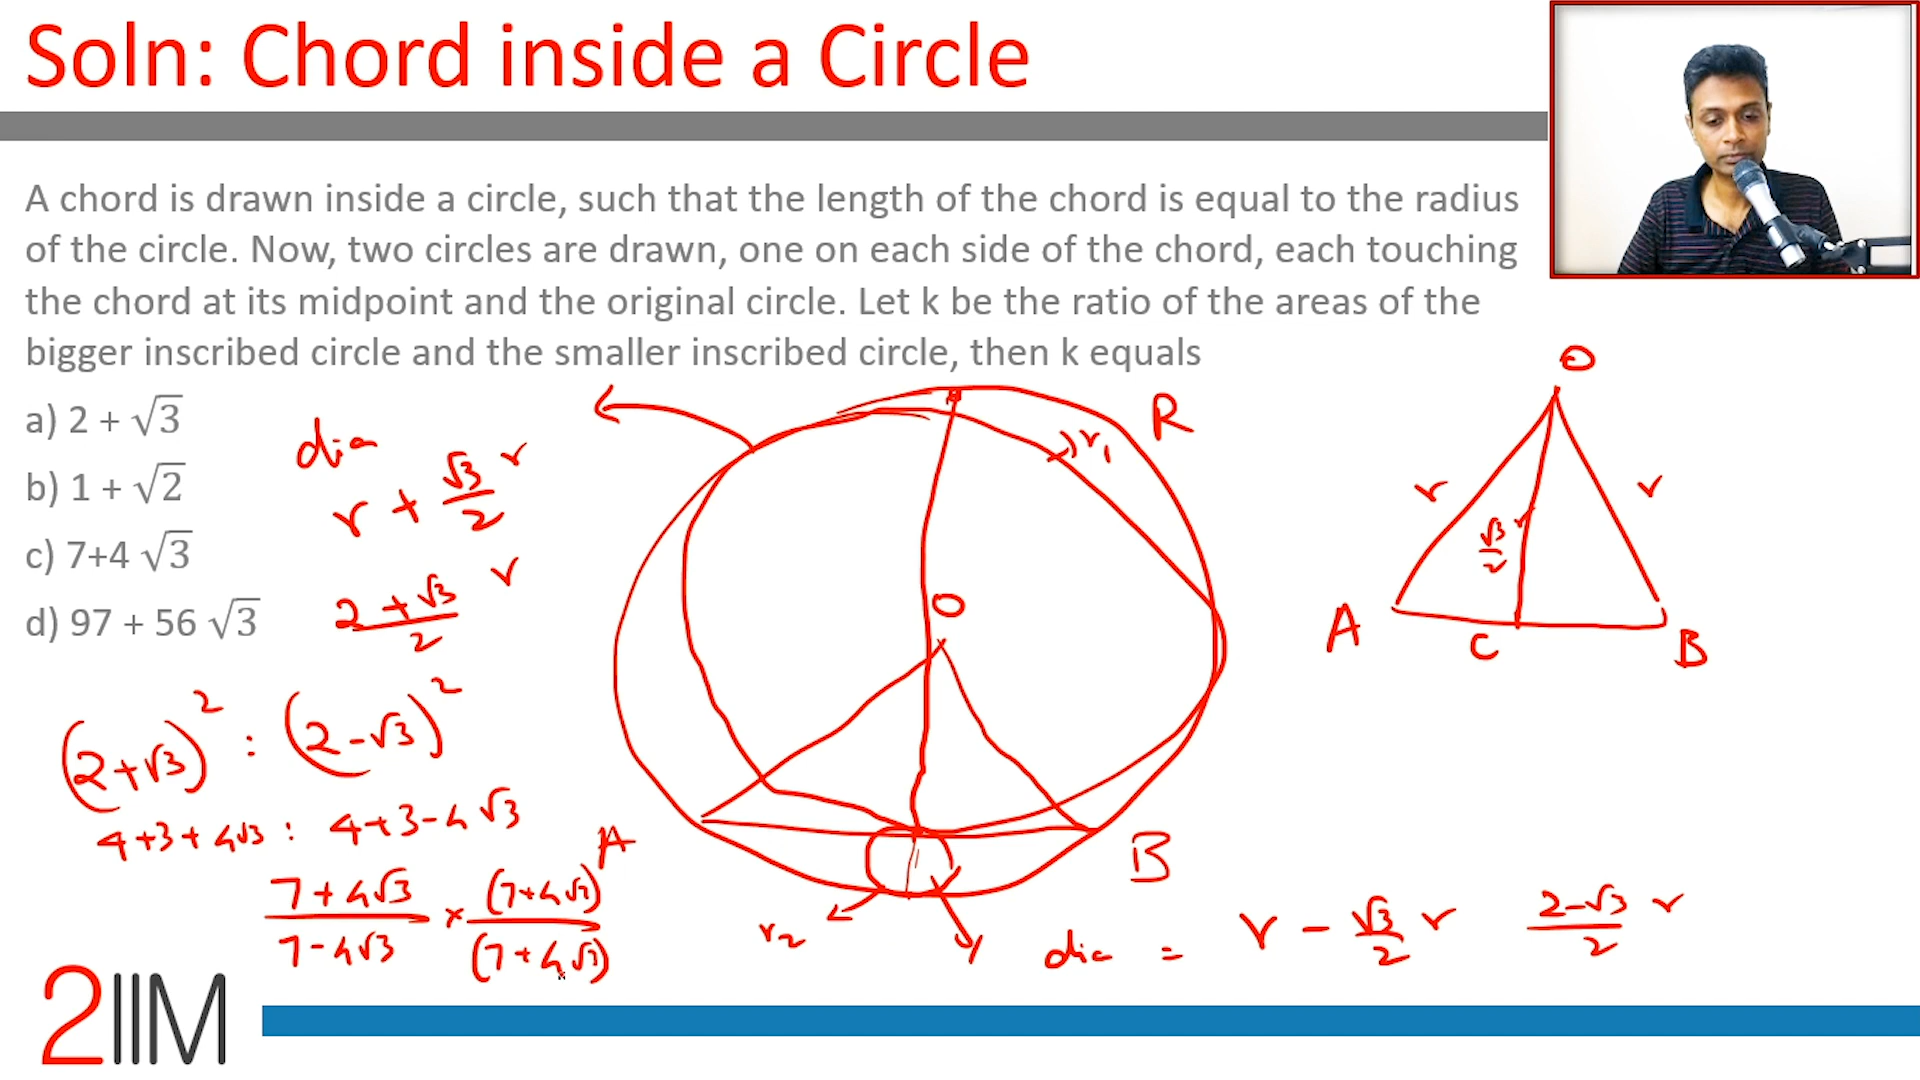 Soln: Chord inside a Circle
A chord is drawn inside a circle, such that the length of the chord is equal to the radius
of the circle. Now, two circles are drawn, one on each side of the chord, each touching
the chord at its midpoint and the original circle. Let k be the ratio of the areas of the
bigger inscribed circle and the smaller inscribed circle, then k equals
a) 2 + √3
b) 1 + √2
c) 7+4 √3
d) 97 + 56 √3
dia
r + √3/2 r
2 + √3/2 r
(2+√3)² : (2-√3)²
4+3+4√3 : 4+3-4√3
7+4√3/7-4√3 × (7+4√3)/(7+4√3)
R
r₁
O
A
B
r₂
dia = r - √3/2 r
2-√3/2 r
O
r
r
√3/2 r
A
C
B
2IIM